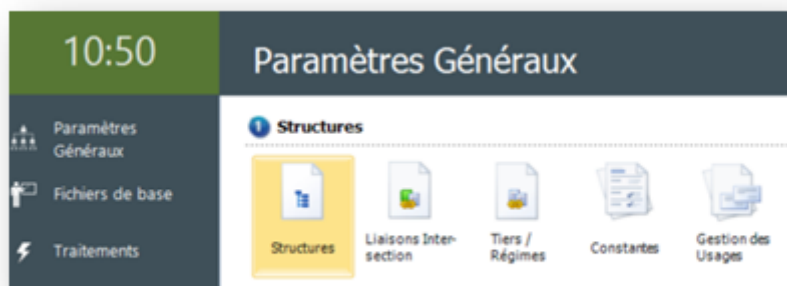 10:50
Paramètres Généraux
Paramètres
Généraux
Fichiers de base
Traitements
1 Structures
Structures
Liaisons Inter-
section
Tiers /
Régimes
Constantes
Gestion des
Usages